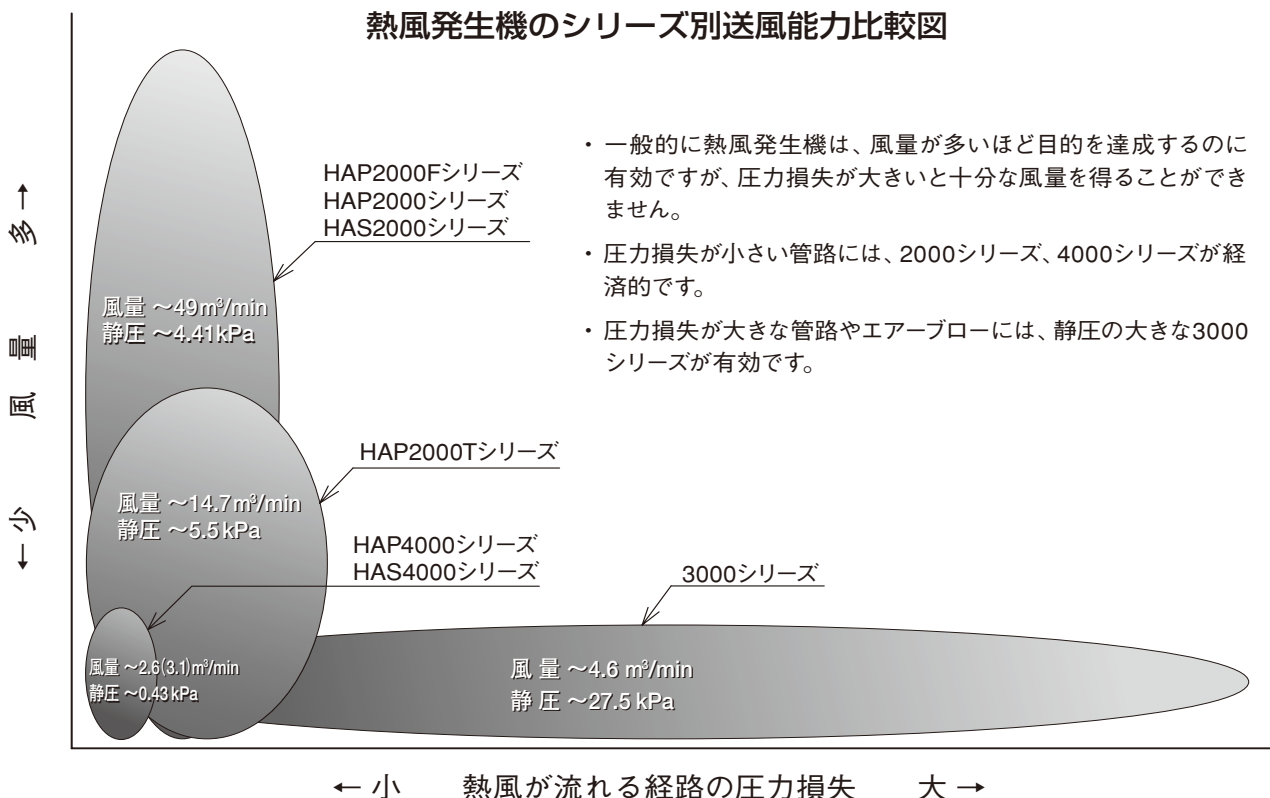 熱風発生機のシリーズ別送風能力比較図
・ 一般的に熱風発生機は、風量が多いほど目的を達成するのに
有効ですが、圧力損失が大きいと十分な風量を得ることができ
ません。
・ 圧力損失が小さい管路には、2000シリーズ、4000シリーズが経
済的です。
・ 圧力損失が大きな管路やエアーブローには、静圧の大きな3000
シリーズが有効です。
HAP2000Fシリーズ
HAP2000シリーズ
HAS2000シリーズ
風量 ～49m³/min
静圧 ～4.41kPa
HAP2000Tシリーズ
風量 ～14.7m³/min
静圧 ～5.5kPa
HAP4000シリーズ
HAS4000シリーズ
風量 ～2.6(3.1)m³/min
静圧 ～0.43kPa
3000シリーズ
風 量 ～4.6 m³/min
静 圧 ～27.5 kPa
←少 風 量 多→
← 小 熱風が流れる経路の圧力損失 大 →